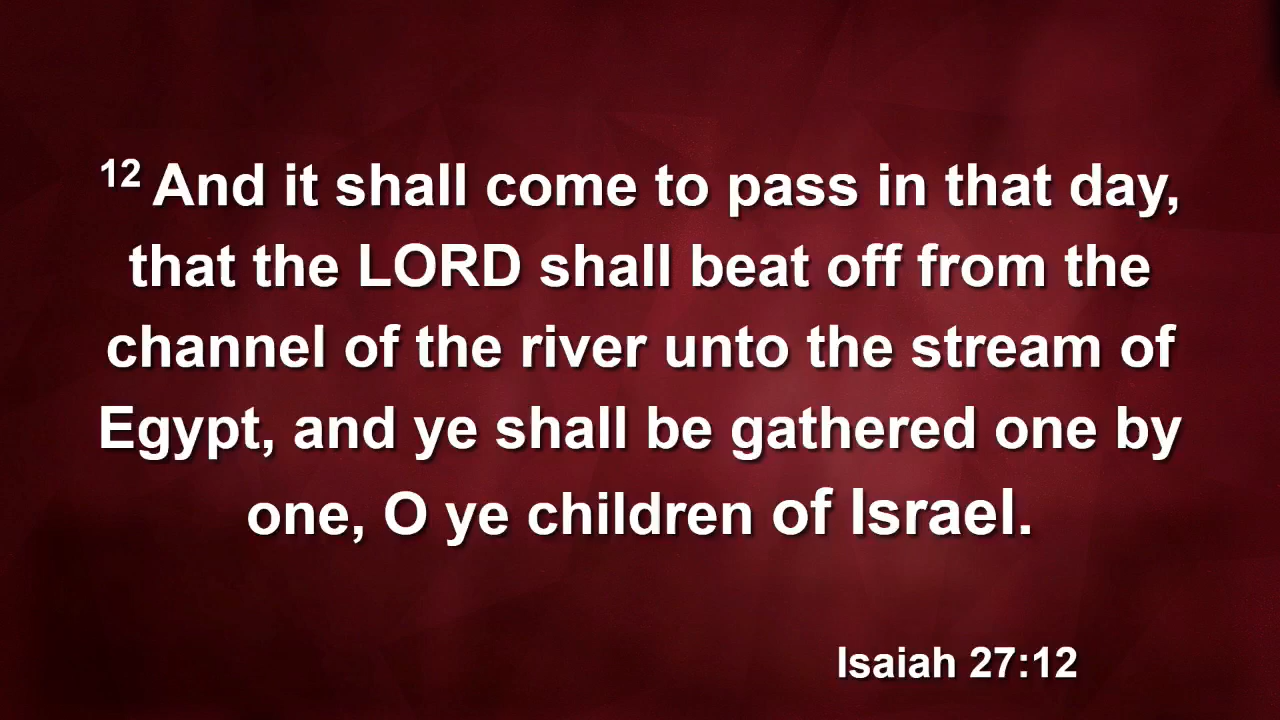 12 And it shall come to pass in that day,
that the LORD shall beat off from the
channel of the river unto the stream of
Egypt, and ye shall be gathered one by
one, O ye children of Israel.
Isaiah 27:12